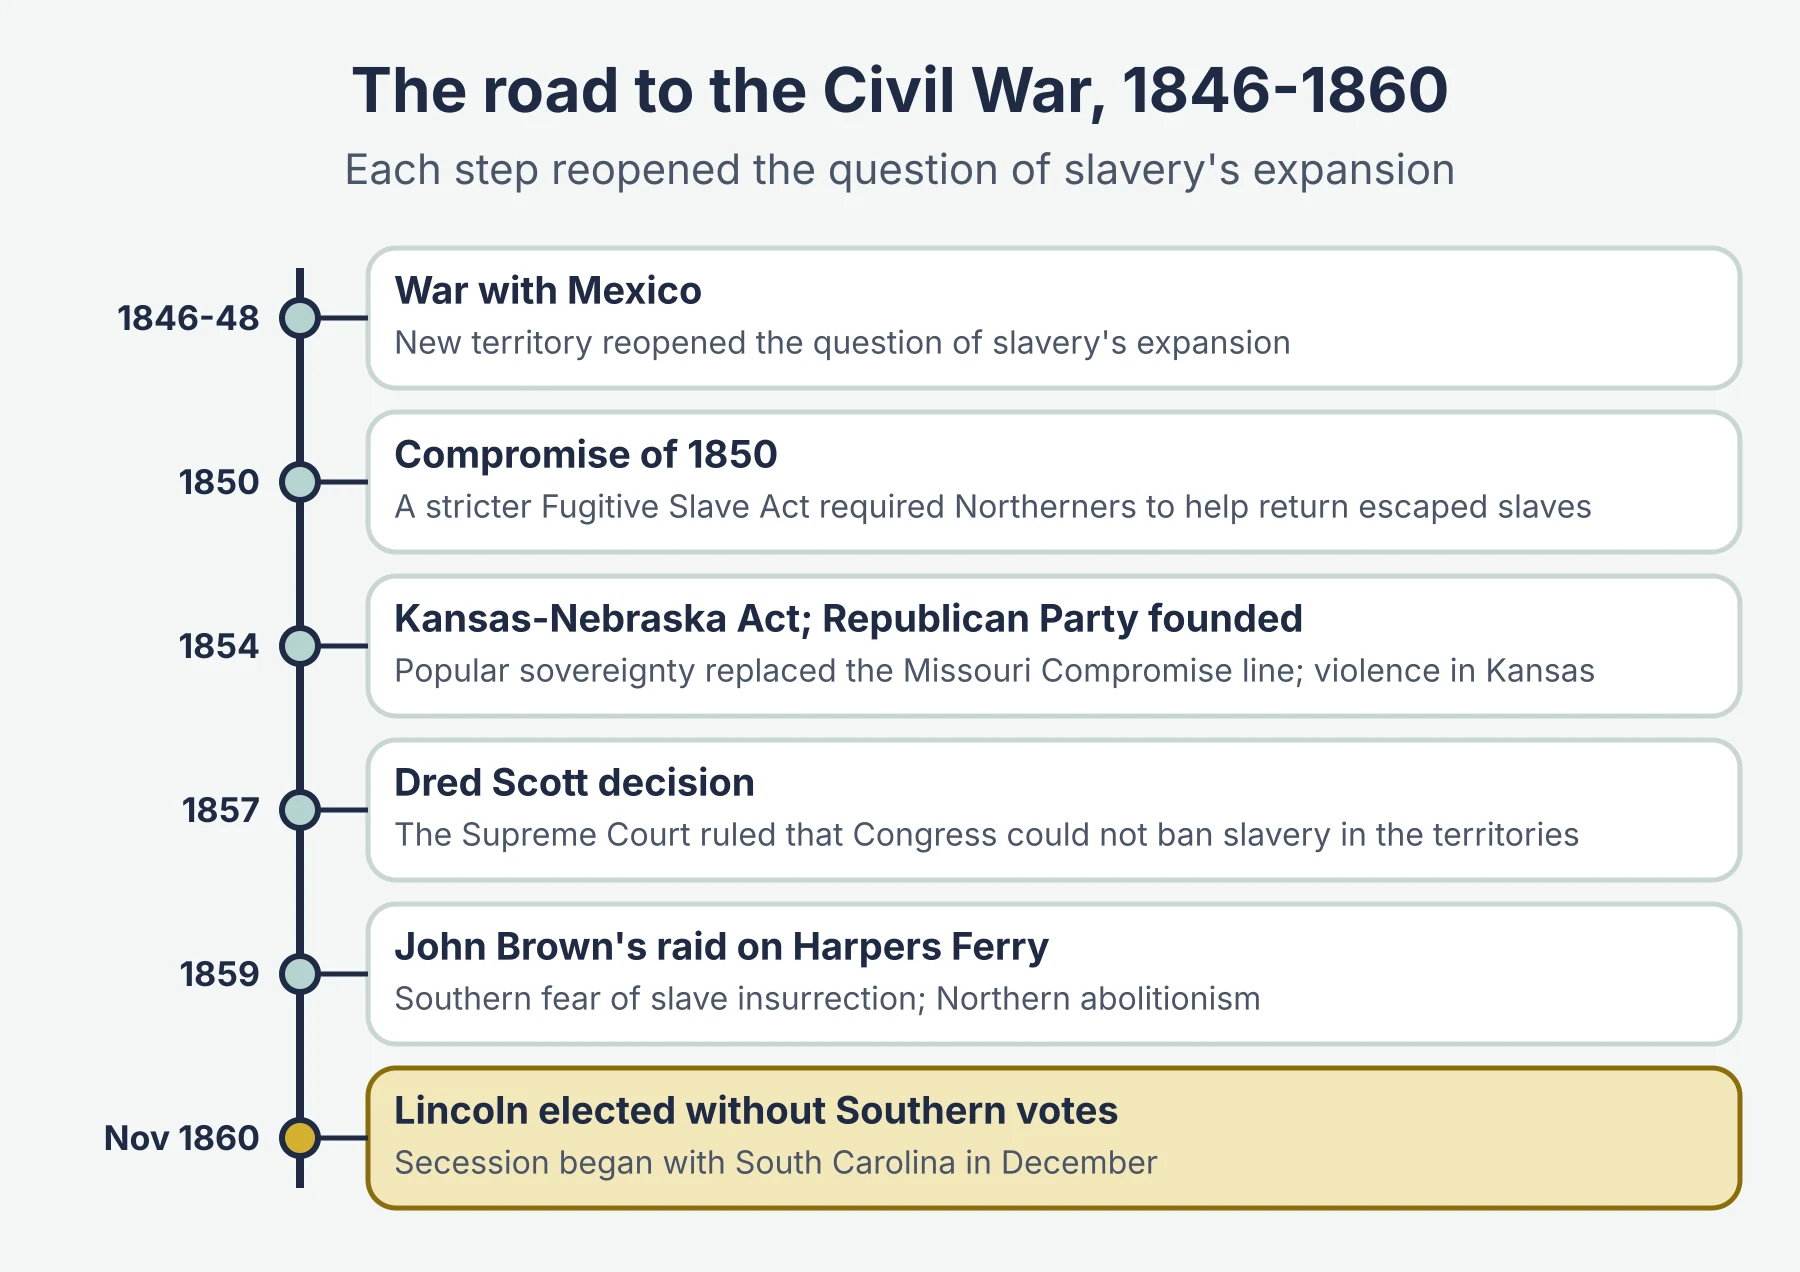 The road to the Civil War, 1846-1860
Each step reopened the question of slavery's expansion
1846-48
War with Mexico
New territory reopened the question of slavery's expansion
1850
Compromise of 1850
A stricter Fugitive Slave Act required Northerners to help return escaped slaves
1854
Kansas-Nebraska Act; Republican Party founded
Popular sovereignty replaced the Missouri Compromise line; violence in Kansas
1857
Dred Scott decision
The Supreme Court ruled that Congress could not ban slavery in the territories
1859
John Brown's raid on Harpers Ferry
Southern fear of slave insurrection; Northern abolitionism
Nov 1860
Lincoln elected without Southern votes
Secession began with South Carolina in December